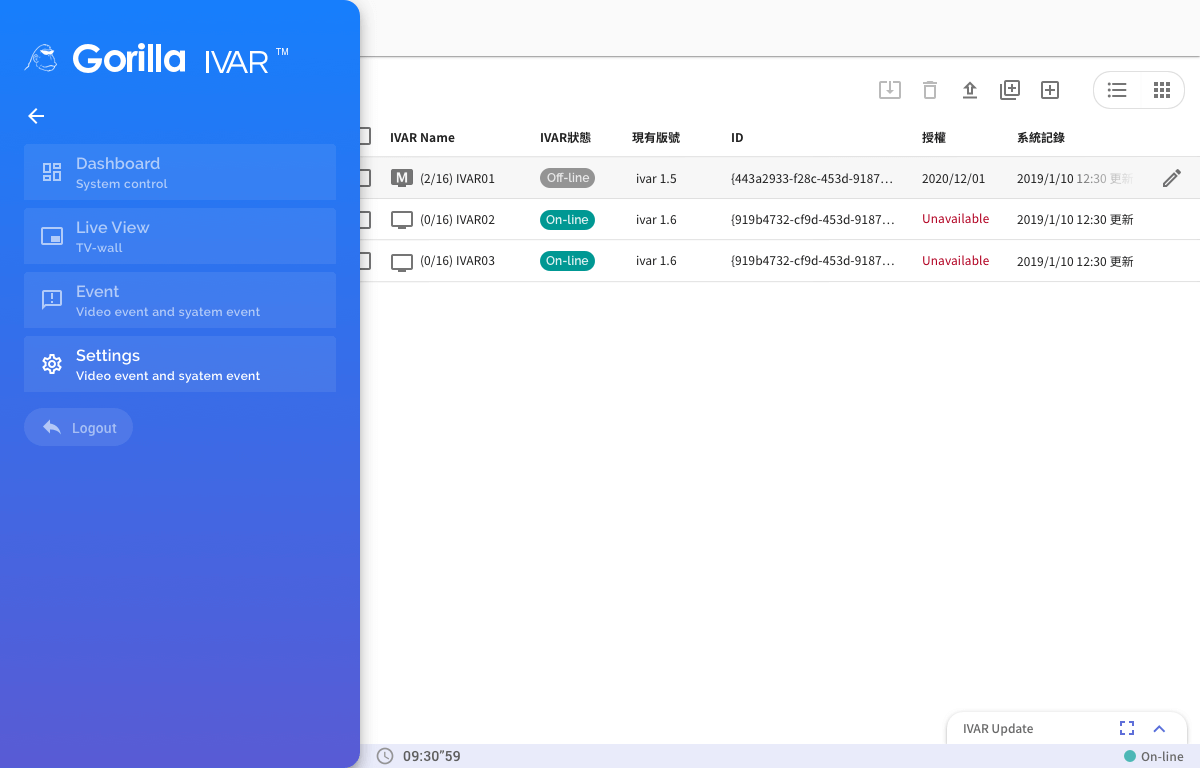 Gorilla IVAR ™
Dashboard
System control
Live View
TV-wall
Event
Video event and syatem event
Settings
Video event and syatem event
Logout
IVAR Name IVAR狀態 現有版號 ID 授權 系統記錄
M (2/16) IVAR01 Off-line ivar 1.5 {443a2933-f28c-453d-9187... 2020/12/01 2019/1/10 12:30 更新
(0/16) IVAR02 On-line ivar 1.6 {919b4732-cf9d-453d-9187... Unavailable 2019/1/10 12:30 更新
(0/16) IVAR03 On-line ivar 1.6 {919b4732-cf9d-453d-9187... Unavailable 2019/1/10 12:30 更新
IVAR Update
09:30”59 On-line